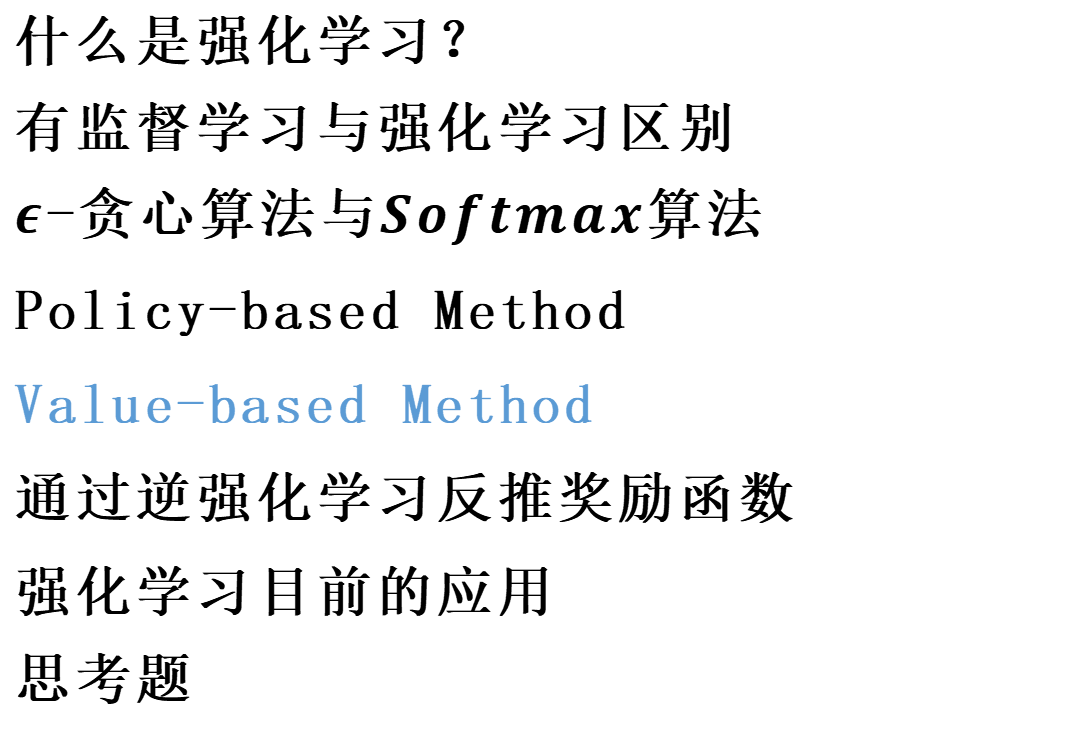 什么是强化学习？
有监督学习与强化学习区别
ϵ-贪心算法与Softmax算法
Policy-based Method
Value-based Method
通过逆强化学习反推奖励函数
强化学习目前的应用
思考题